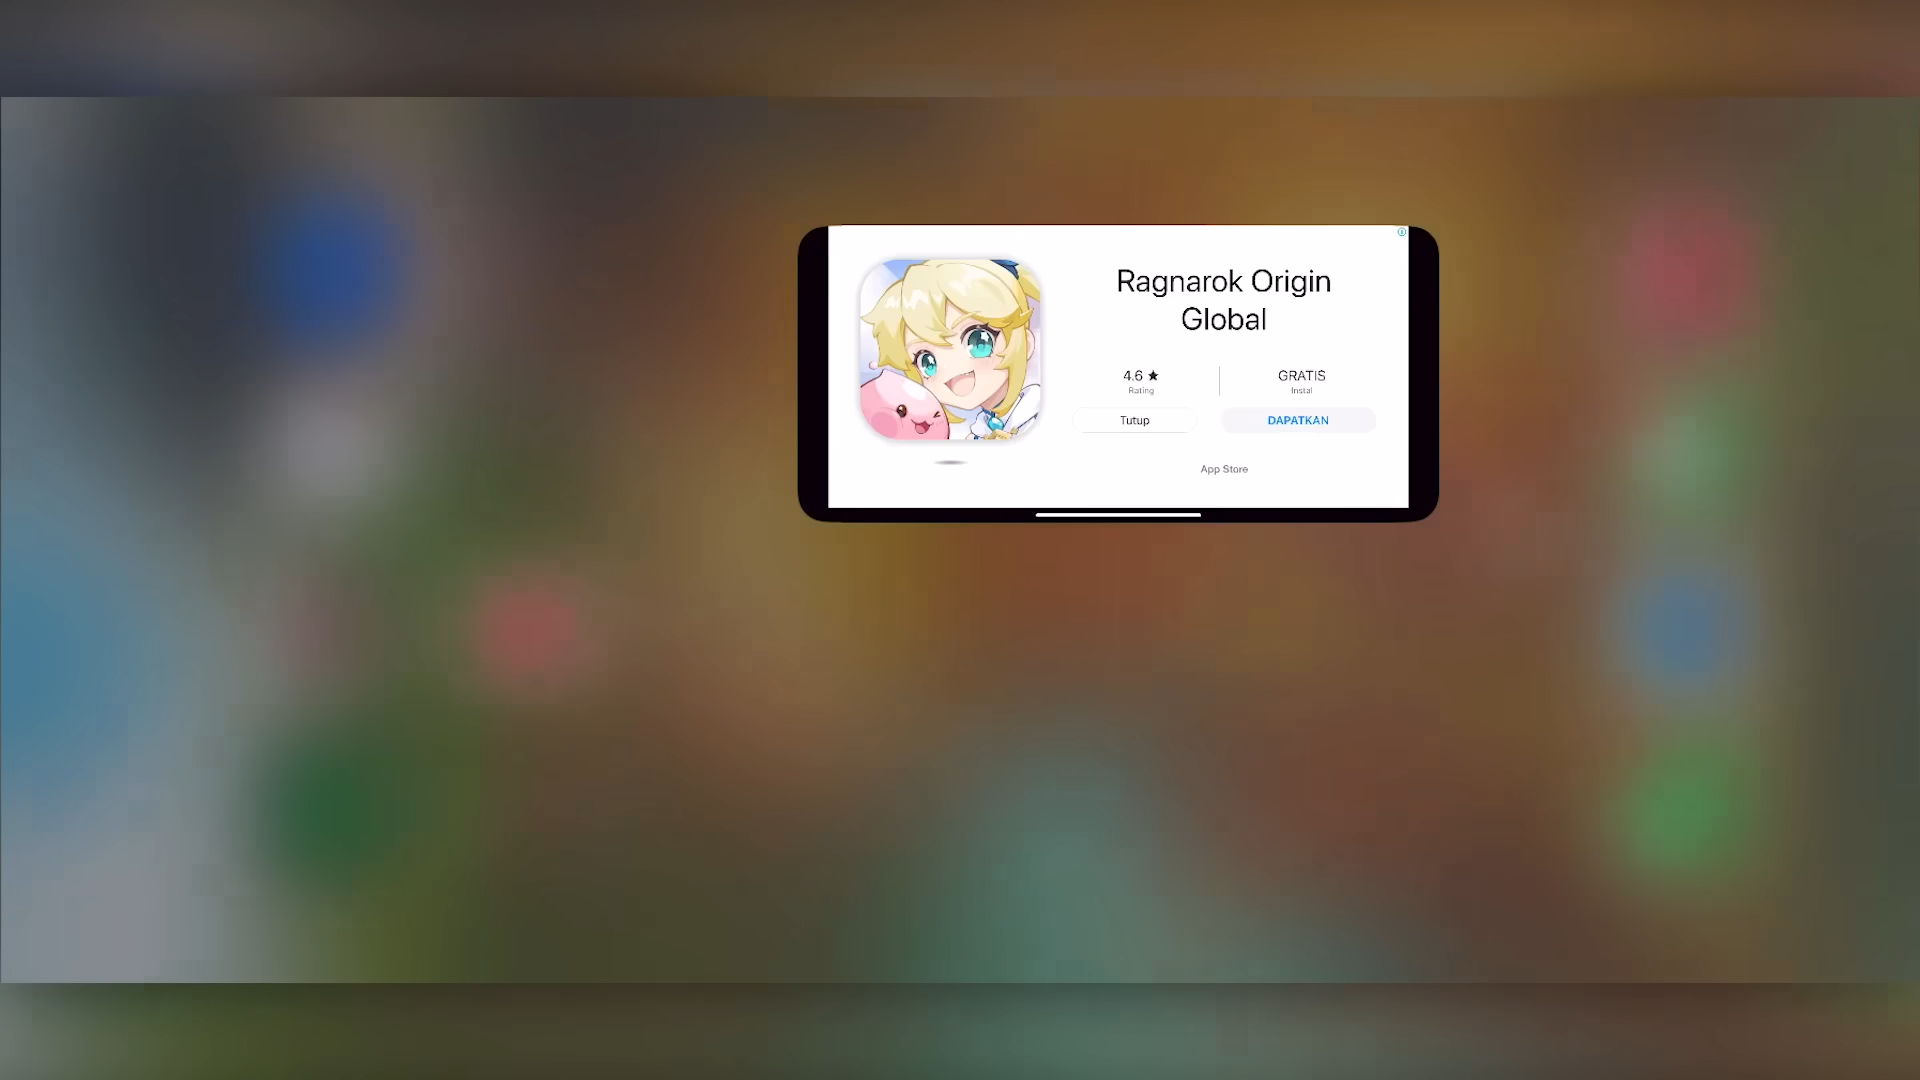 Ragnarok Origin
Global
4.6 ★
Rating
GRATIS
Instal
Tutup
DAPATKAN
App Store